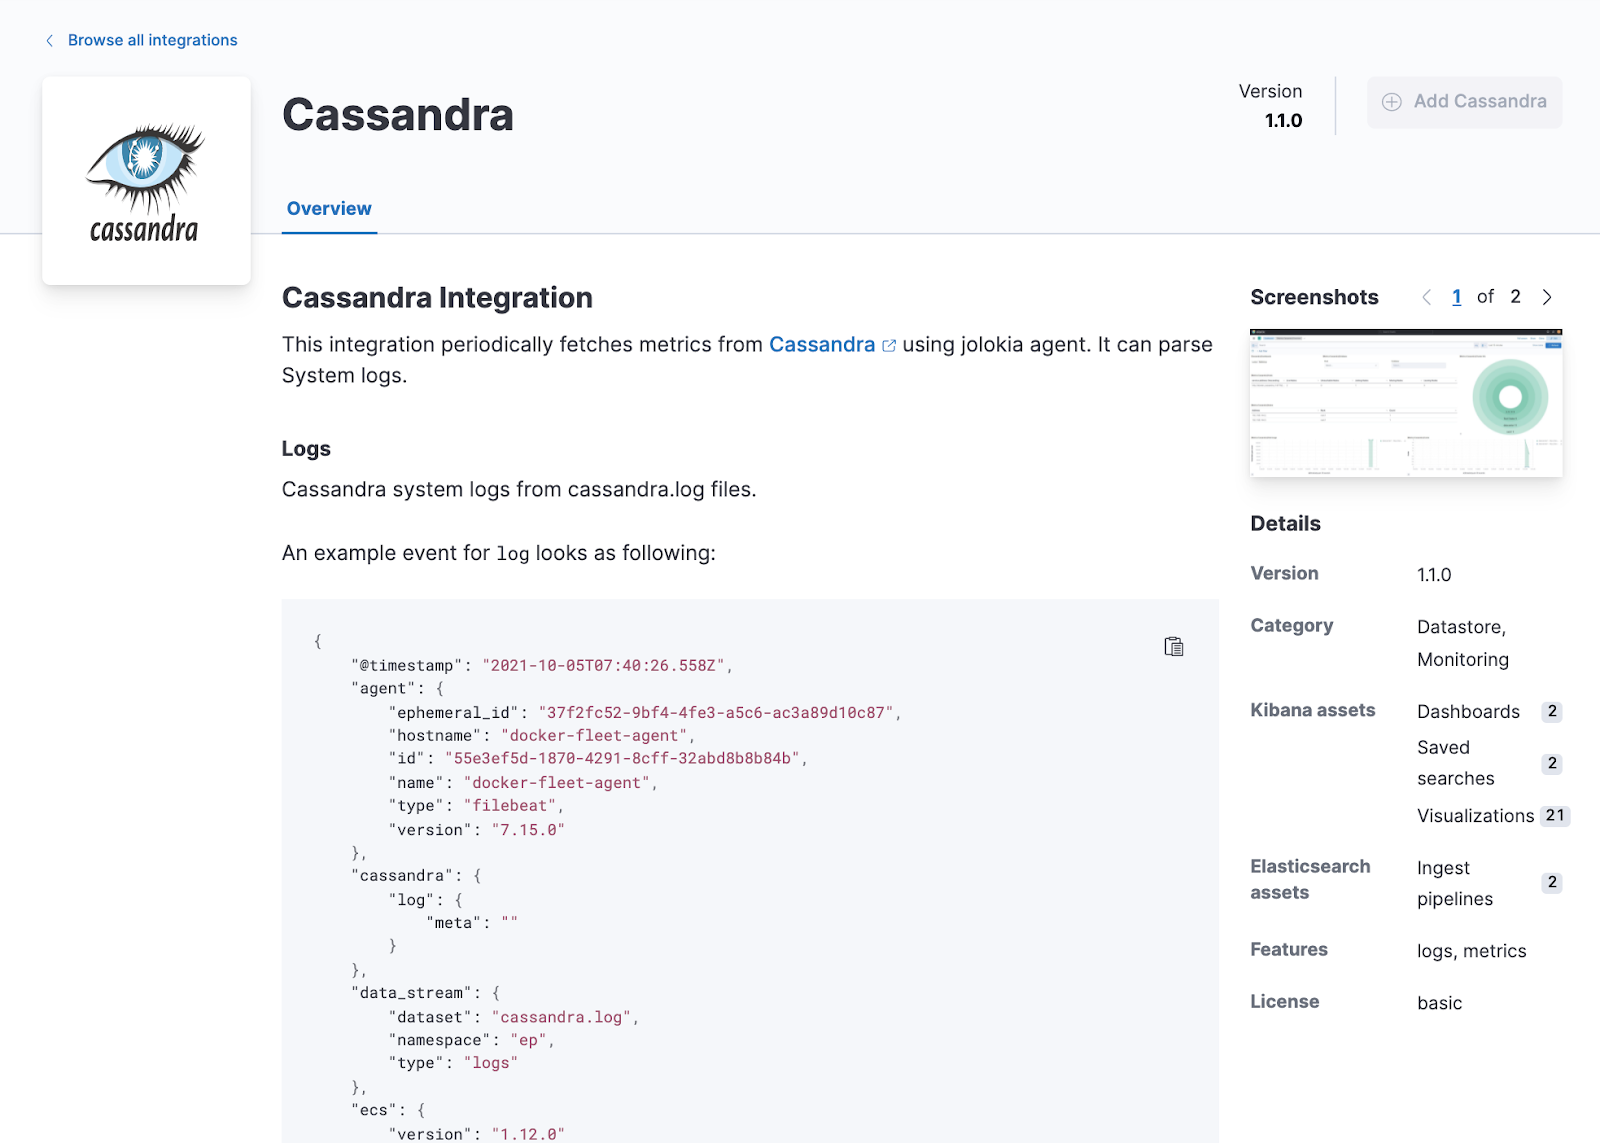 Browse all integrations
cassandra
Cassandra
Version
1.1.0
Add Cassandra
Overview
Cassandra Integration
This integration periodically fetches metrics from Cassandra using jolokia agent. It can parse
System logs.
Logs
Cassandra system logs from cassandra.log files.
An example event for log looks as following:
{
"@timestamp": "2021-10-05T07:40:26.558Z",
"agent": {
"ephemeral_id": "37f2fc52-9bf4-4fe3-a5c6-ac3a89d10c87",
"hostname": "docker-fleet-agent",
"id": "55e3ef5d-1870-4291-8cff-32abd8b8b84b",
"name": "docker-fleet-agent",
"type": "filebeat",
"version": "7.15.0"
},
"cassandra": {
"log": {
"meta": ""
}
},
"data_stream": {
"dataset": "cassandra.log",
"namespace": "ep",
"type": "logs"
},
"ecs": {
"version": "1.12.0"
Screenshots 1 of 2
Details
Version 1.1.0
Category Datastore,
Monitoring
Kibana assets Dashboards 2
Saved
searches 2
Visualizations 21
Elasticsearch
assets
Ingest
pipelines 2
Features logs, metrics
License basic